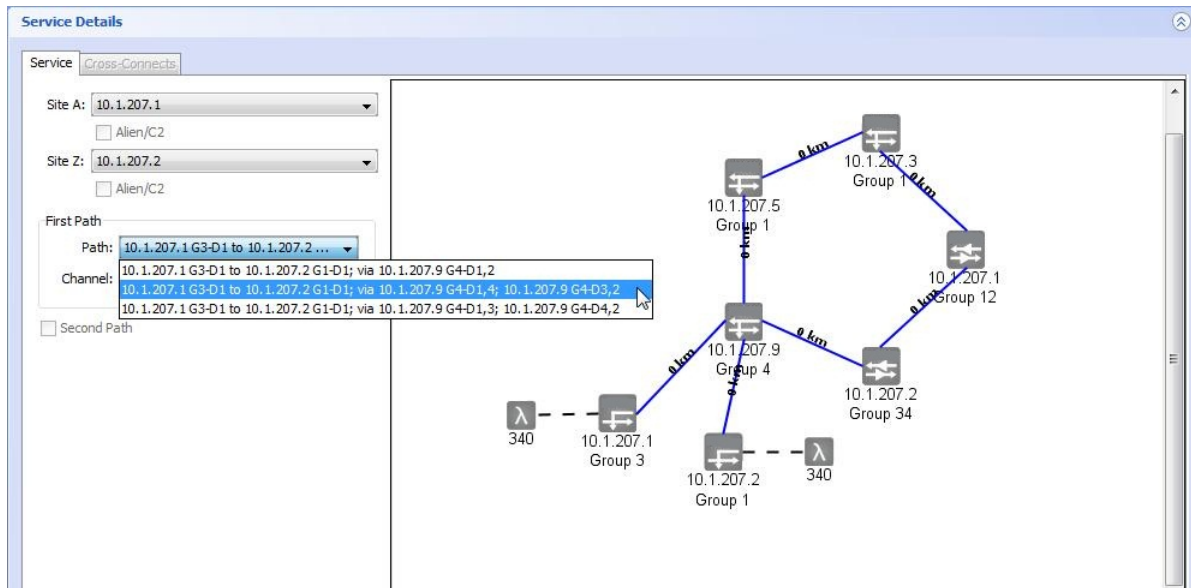 Service Details
Service Cross-Connects
Site A: 10.1.207.1
Alien/C2
Site Z: 10.1.207.2
Alien/C2
First Path
Path: 10.1.207.1 G3-D1 to 10.1.207.2 ...
Channel:
10.1.207.1 G3-D1 to 10.1.207.2 G1-D1; via 10.1.207.9 G4-D1,2
10.1.207.1 G3-D1 to 10.1.207.2 G1-D1; via 10.1.207.9 G4-D1,4; 10.1.207.9 G4-D3,2
10.1.207.1 G3-D1 to 10.1.207.2 G1-D1; via 10.1.207.9 G4-D1,3; 10.1.207.9 G4-D4,2
Second Path
0 km
10.1.207.3
Group 1
0 km
10.1.207.5
Group 1
0 km
10.1.207.1
Group 12
0 km
10.1.207.9
Group 4
0 km
0 km
0 km
10.1.207.2
Group 34
λ
340
10.1.207.1
Group 3
10.1.207.2
Group 1
λ
340